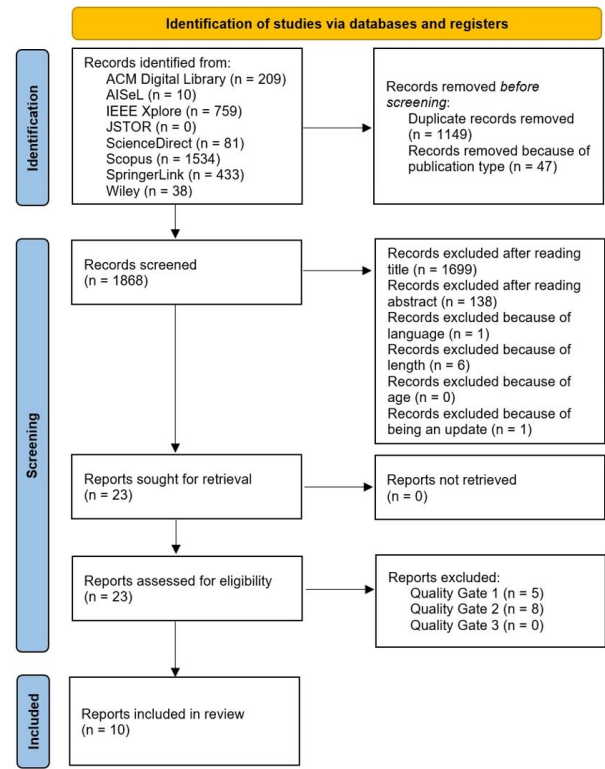 Identification of studies via databases and registers
Identification
Records identified from:
ACM Digital Library (n = 209)
AISeL (n = 10)
IEEE Xplore (n = 759)
JSTOR (n = 0)
ScienceDirect (n = 81)
Scopus (n = 1534)
SpringerLink (n = 433)
Wiley (n = 38)
Records removed before
screening:
Duplicate records removed
(n = 1149)
Records removed because of
publication type (n = 47)
Screening
Records screened
(n = 1868)
Records excluded after reading
title (n = 1699)
Records excluded after reading
abstract (n = 138)
Records excluded because of
language (n = 1)
Records excluded because of
length (n = 6)
Records excluded because of
age (n = 0)
Records excluded because of
being an update (n = 1)
Reports sought for retrieval
(n = 23)
Reports not retrieved
(n = 0)
Reports assessed for eligibility
(n = 23)
Reports excluded:
Quality Gate 1 (n = 5)
Quality Gate 2 (n = 8)
Quality Gate 3 (n = 0)
Included
Reports included in review
(n = 10)